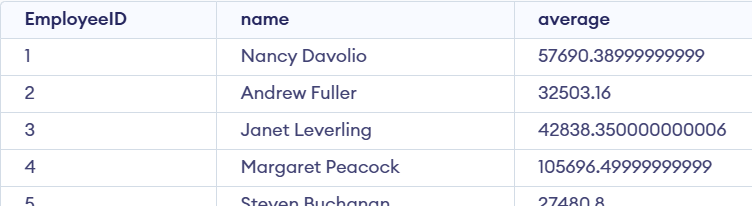 EmployeeID name average
1 Nancy Davolio 57690.38999999999
2 Andrew Fuller 32503.16
3 Janet Leverling 42838.350000000006
4 Margaret Peacock 105696.49999999999
5 Steven Buchanan 27480.8